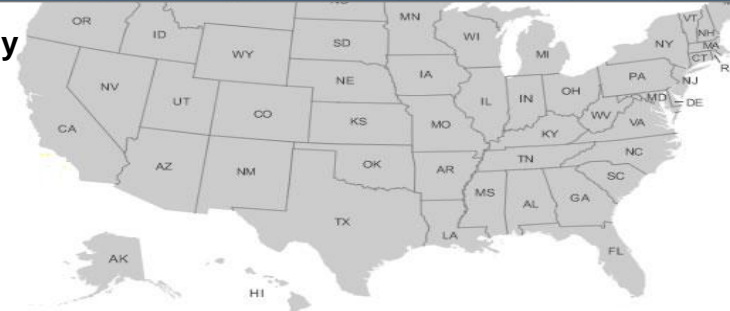 y
OR
ID
WY
SD
MN
WI
MI
NY
VT
NH
MA
CT
R
NV
UT
CO
NE
IA
IL
IN
OH
PA
NJ
MD
DE
CA
KS
MO
KY
WV
VA
AZ
NM
OK
AR
TN
NC
SC
TX
LA
MS
AL
GA
FL
AK
HI